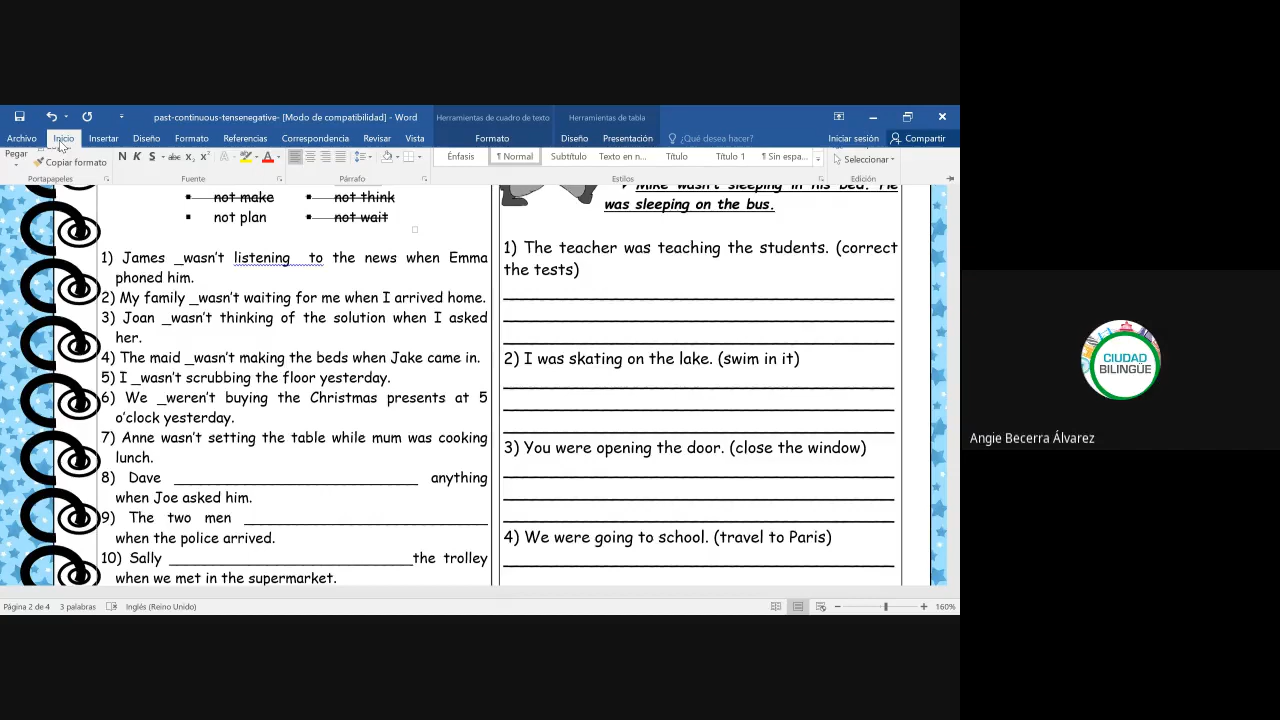 past-continuous-tensenegative- [Modo de compatibilidad] - Word
Herramientas de cuadro de texto
Herramientas de tabla
Archivo Inicio Insertar Diseño Formato Referencias Correspondencia Revisar Vista Formato Diseño Presentación ¿Qué desea hacer? Iniciar sesión Compartir
Pegar
Copiar formato
N K S abc x₂ x² A A
Énfasis ¶ Normal Subtítulo Texto en n... Título Título 1 ¶ Sin espa...
Seleccionar
Portapapeles Fuente Párrafo Estilos Edición
not make not think
not plan not wait
1) James _wasn't listening to the news when Emma
phoned him.
2) My family _wasn't waiting for me when I arrived home.
3) Joan _wasn't thinking of the solution when I asked
her.
4) The maid _wasn't making the beds when Jake came in.
5) I _wasn't scrubbing the floor yesterday.
6) We _weren't buying the Christmas presents at 5
o'clock yesterday.
7) Anne wasn't setting the table while mum was cooking
lunch.
8) Dave ____________________________ anything
when Joe asked him.
9) The two men ____________________________
when the police arrived.
10) Sally ____________________________the trolley
when we met in the supermarket.
Mike wasn't sleeping in his bed. He
was sleeping on the bus.
1) The teacher was teaching the students. (correct
the tests)
2) I was skating on the lake. (swim in it)
3) You were opening the door. (close the window)
4) We were going to school. (travel to Paris)
Página 2 de 4 3 palabras Inglés (Reino Unido) 160%
CIUDAD
BILINGÜE
Angie Becerra Álvarez